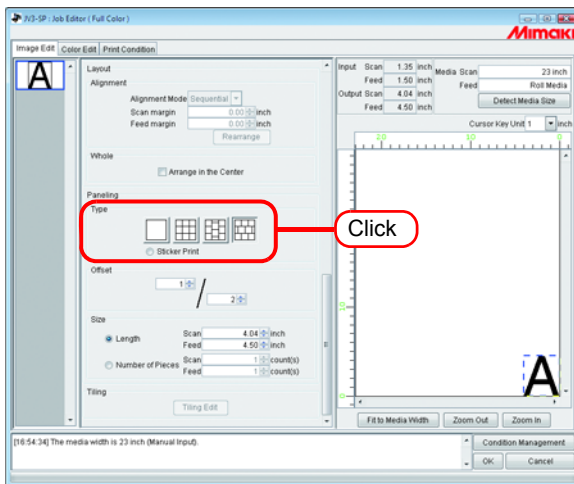 JV3-SP : Job Editor ( Full Color )
Mimaki
Image Edit Color Edit Print Condition
A
Layout
Alignment
Alignment Mode Sequential
Scan margin 0.00 inch
Feed margin 0.00 inch
Rearrange
Whole
Arrange in the Center
Paneling
Type
Sticker Print
Click
Offset
1 / 2
Size
Length Scan 4.04 inch
Feed 4.50 inch
Number of Pieces Scan 1 count(s)
Feed 1 count(s)
Tiling
Tiling Edit
Input Scan 1.35 inch
Feed 1.50 inch
Output Scan 4.04 inch
Feed 4.50 inch
Media Scan 23 inch
Feed Roll Media
Detect Media Size
Cursor Key Unit 1 inch
20 10 0
10
0
A
Fit to Media Width Zoom Out Zoom In
[16:54:34] The media width is 23 inch (Manual Input).
Condition Management
OK Cancel